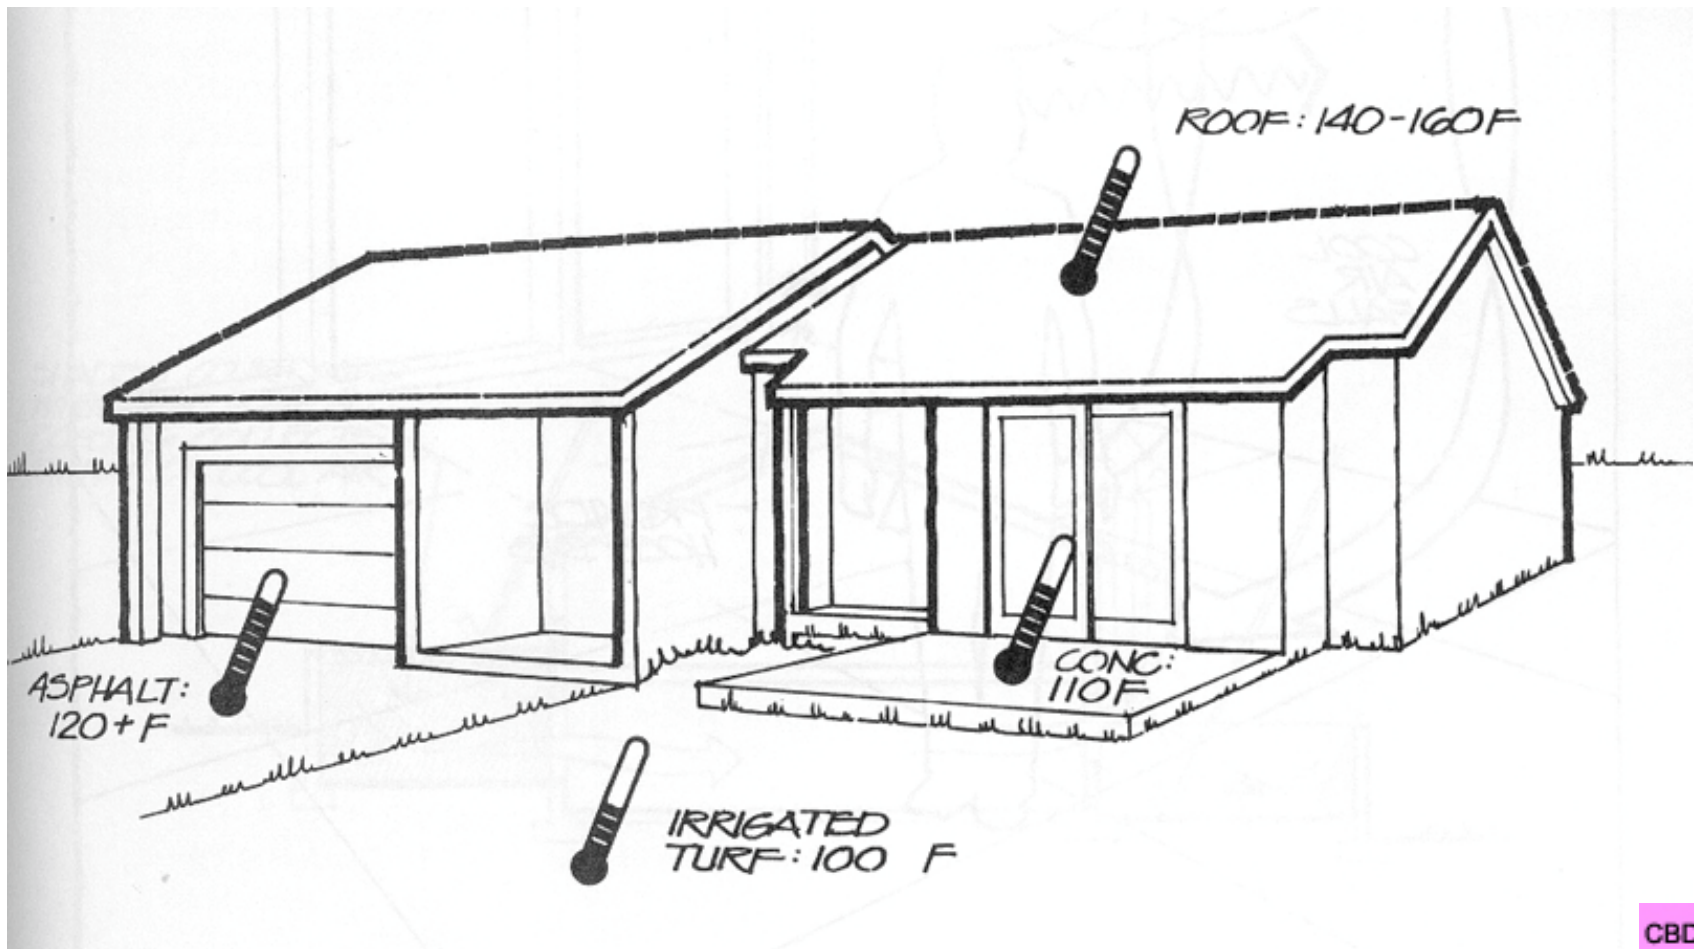 ROOF: 140-160F
ASPHALT:
120+F
CONC:
110F
IRRIGATED
TURF: 100 F
CBD